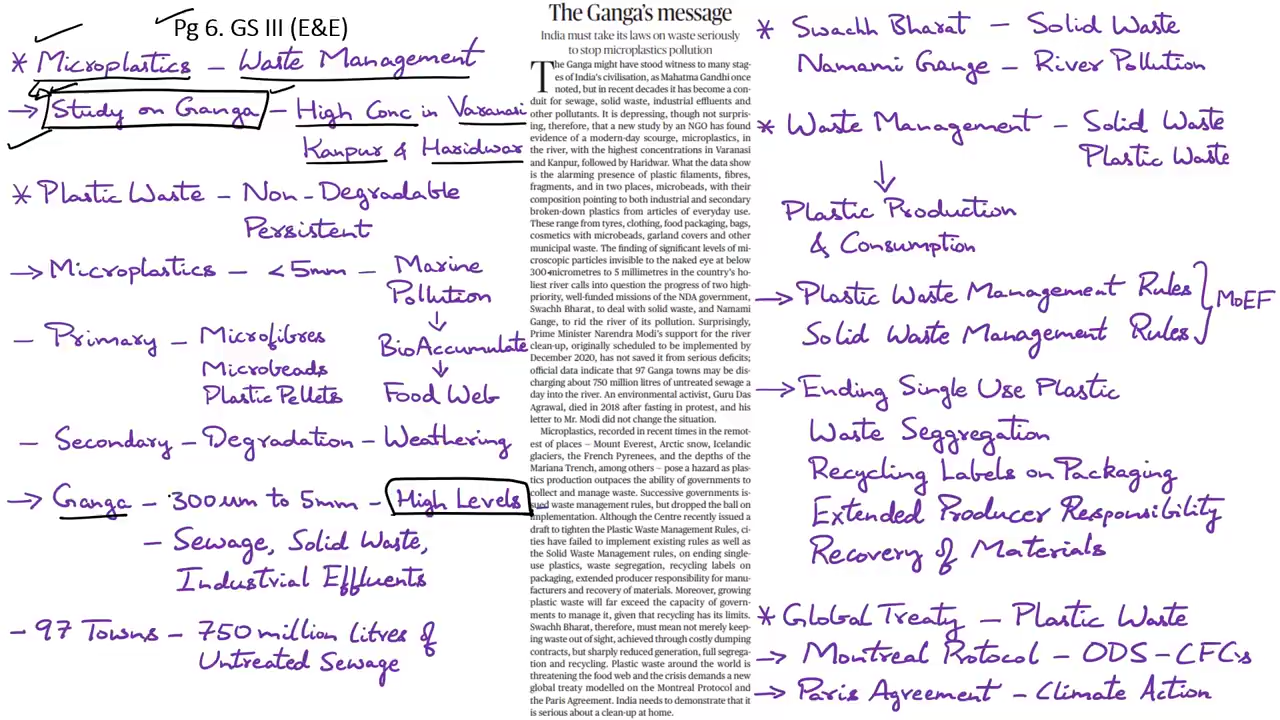 Pg 6. GS III (E&E)
* Microplastics - Waste Management
→ Study on Ganga - High Conc in Varanasi
Kanpur & Haridwar
* Plastic Waste - Non-Degradable
Persistent
→ Microplastics - <5mm - Marine
Pollution
↓
- Primary - Microfibres BioAccumulate
Microbeads ↓
Plastic Pellets Food Web
- Secondary - Degradation - Weathering
→ Ganga - 300um to 5mm - High Levels
- Sewage, Solid Waste,
Industrial Effluents
- 97 Towns - 750 million litres of
Untreated Sewage
The Ganga's message
India must take its laws on waste seriously
to stop microplastics pollution
The Ganga might have stood witness to many stag-
es of India's civilisation, as Mahatma Gandhi once
noted, but in recent decades it has become a con-
duit for sewage, solid waste, industrial effluents and
other pollutants. It is depressing, though not surpris-
ing, therefore, that a new study by an NGO has found
evidence of a modern-day scourge, microplastics, in
the river, with the highest concentrations in Varanasi
and Kanpur, followed by Haridwar. What the data show
is the alarming presence of plastic filaments, fibres,
fragments, and in two places, microbeads, with their
composition pointing to both industrial and secondary
broken-down plastics from articles of everyday use.
These range from tyres, clothing, food packaging, bags,
cosmetics with microbeads, garland covers and other
municipal waste. The finding of significant levels of mi-
croscopic particles invisible to the naked eye at below
300 micrometres to 5 millimetres in the country's ho-
liest river calls into question the progress of two high-
priority, well-funded missions of the NDA government,
Swachh Bharat, to deal with solid waste, and Namami
Gange, to rid the river of its pollution. Surprisingly,
Prime Minister Narendra Modi's support for the river
clean-up, originally scheduled to be implemented by
December 2020, has not saved it from serious deficits;
official data indicate that 97 Ganga towns may be dis-
charging about 750 million litres of untreated sewage a
day into the river. An environmental activist, Guru Das
Agrawal, died in 2018 after fasting in protest, and his
letter to Mr. Modi did not change the situation.
Microplastics, recorded in recent times in the remot-
est of places – Mount Everest, Arctic snow, Icelandic
glaciers, the French Pyrenees, and the depths of the
Mariana Trench, among others – pose a hazard as plas-
tics production outpaces the ability of governments to
collect and manage waste. Successive governments is-
sued waste management rules, but dropped the ball on
implementation. Although the Centre recently issued a
draft to tighten the Plastic Waste Management Rules, ci-
ties have failed to implement existing rules as well as
the Solid Waste Management rules, on ending single-
use plastics, waste segregation, recycling labels on
packaging, extended producer responsibility for manu-
facturers and recovery of materials. Moreover, growing
plastic waste will far exceed the capacity of govern-
ments to manage it, given that recycling has its limits.
Swachh Bharat, therefore, must mean not merely keep-
ing waste out of sight, achieved through costly dumping
contracts, but sharply reduced generation, full segrega-
tion and recycling. Plastic waste around the world is
threatening the food web and the crisis demands a new
global treaty modelled on the Montreal Protocol and
the Paris Agreement. India needs to demonstrate that it
is serious about a clean-up at home.
* Swachh Bharat - Solid Waste
Namami Gange - River Pollution
* Waste Management - Solid Waste
Plastic Waste
↓
Plastic Production
& Consumption
→ Plastic Waste Management Rules
MoEF
Solid Waste Management Rules
→ Ending Single Use Plastic
Waste Seggregation
Recycling Labels on Packaging
Extended Producer Responsibility
Recovery of Materials
* Global Treaty - Plastic Waste
→ Montreal Protocol - ODS - CFCs
→ Paris Agreement - Climate Action